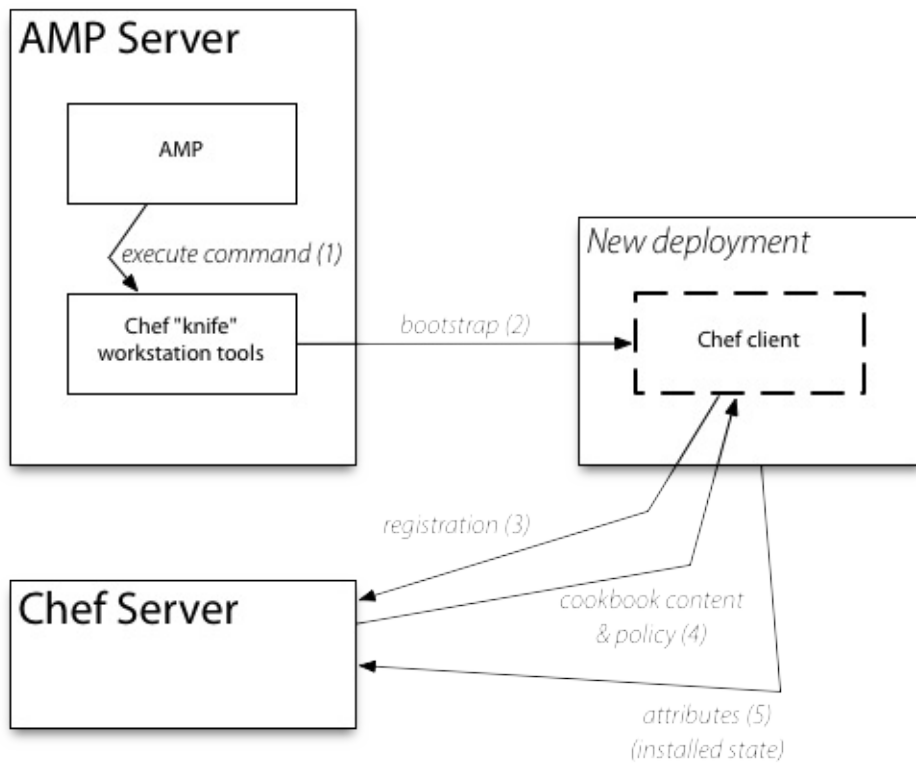 AMP Server
AMP
execute command (1)
Chef "knife"
workstation tools
New deployment
bootstrap (2)
Chef client
registration (3)
Chef Server
cookbook content
& policy (4)
attributes (5)
(installed state)